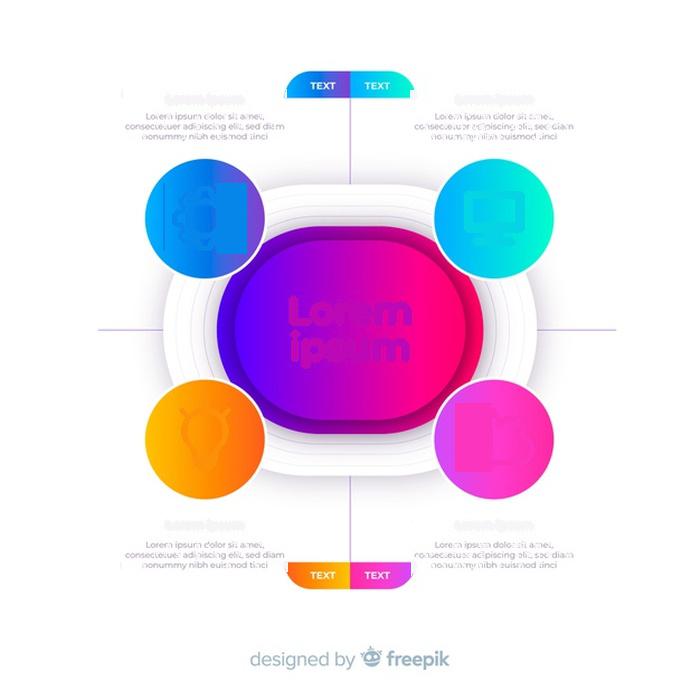 TEXT TEXT
Lorem ipsum
Lorem ipsum dolor sit amet,
consectetuer adipiscing elit, sed diam
nonummy nibh euismod tinci
Lorem ipsum
Lorem ipsum dolor sit amet,
consectetuer adipiscing elit, sed diam
nonummy nibh euismod tinci
Lorem
ipsum
Lorem ipsum
Lorem ipsum dolor sit amet,
consectetuer adipiscing elit, sed diam
nonummy nibh euismod tinci
Lorem ipsum
Lorem ipsum dolor sit amet,
consectetuer adipiscing elit, sed diam
nonummy nibh euismod tinci
TEXT TEXT
designed by freepik